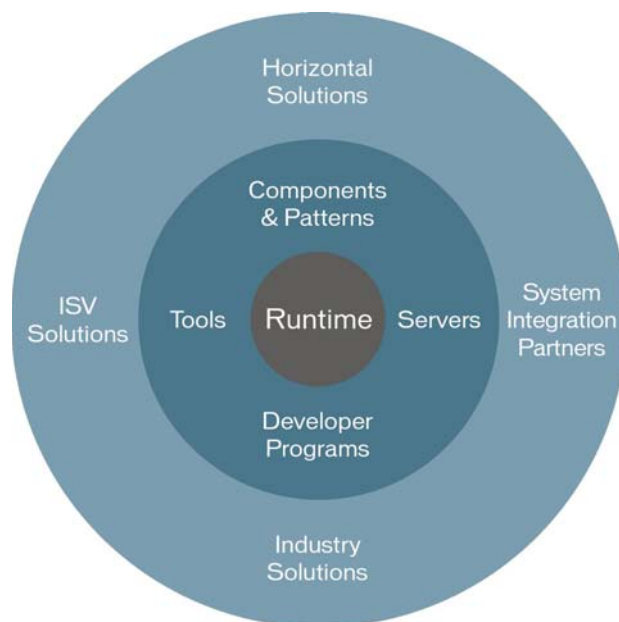 Horizontal
Solutions
Components
& Patterns
ISV
Solutions
Tools
Runtime
Servers
System
Integration
Partners
Developer
Programs
Industry
Solutions